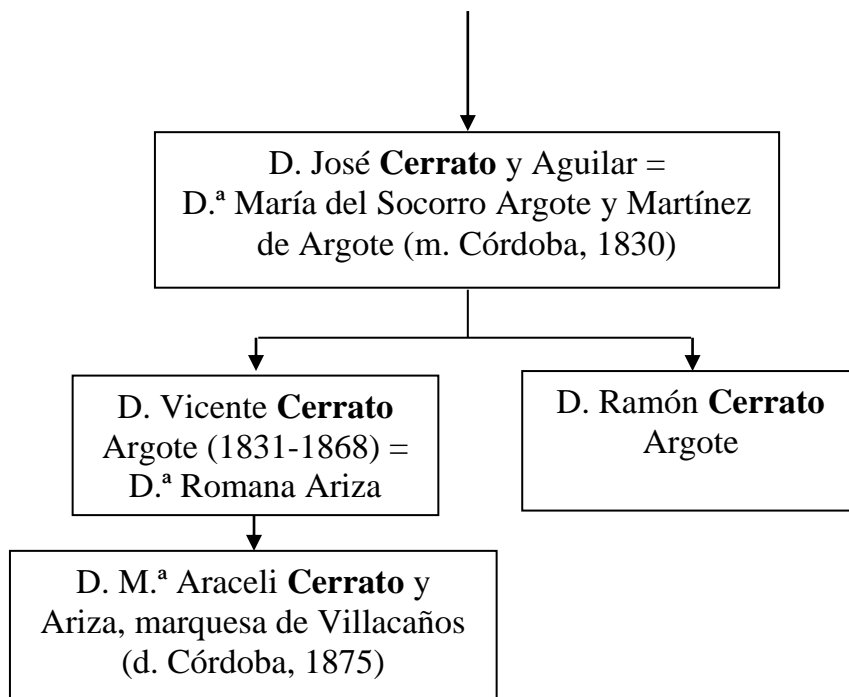 D. José Cerrato y Aguilar =
D.ª María del Socorro Argote y Martínez
de Argote (m. Córdoba, 1830)
D. Vicente Cerrato
Argote (1831-1868) =
D.ª Romana Ariza
D. Ramón Cerrato
Argote
D. M.ª Araceli Cerrato y
Ariza, marquesa de Villacaños
(d. Córdoba, 1875)